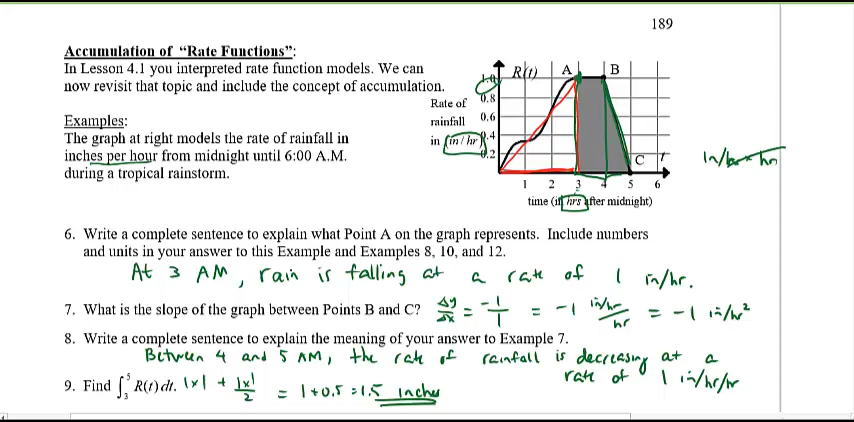 189
Accumulation of “Rate Functions”:
In Lesson 4.1 you interpreted rate function models. We can
now revisit that topic and include the concept of accumulation.
Examples:
The graph at right models the rate of rainfall in
inches per hour from midnight until 6:00 A.M.
during a tropical rainstorm.
Rate of
rainfall
in (in / hr)
1.0
0.8
0.6
0.4
0.2
R(t)
A
B
C
t
1 2 3 4 5 6
time (in hrs after midnight)
in/hr * hr
6. Write a complete sentence to explain what Point A on the graph represents. Include numbers
and units in your answer to this Example and Examples 8, 10, and 12.
At 3 AM, rain is falling at a rate of 1 in/hr.
7. What is the slope of the graph between Points B and C? Δy/Δx = -1/1 = -1 in/hr/hr = -1 in/hr²
8. Write a complete sentence to explain the meaning of your answer to Example 7.
Between 4 and 5 AM, the rate of rainfall is decreasing at a
rate of 1 in/hr/hr
9. Find ∫₃⁵ R(t) dt. 1x1 + 1x1/2 = 1+0.5 = 1.5 inches